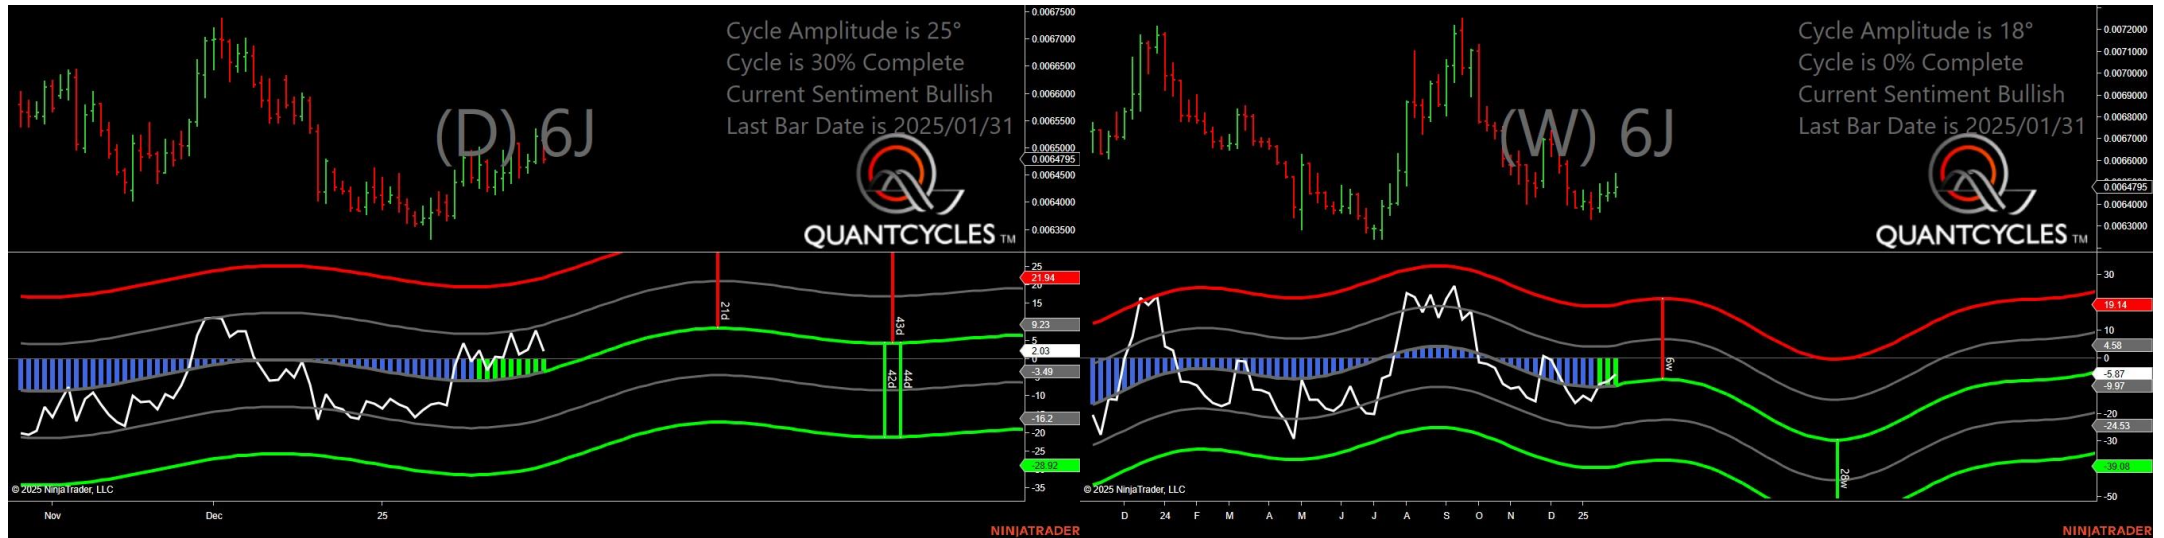 Cycle Amplitude is 25°
Cycle is 30% Complete
Current Sentiment Bullish
Last Bar Date is 2025/01/31
(D) 6J
QUANTCYCLES TM
0.0067500
0.0067000
0.0066500
0.0066000
0.0065500
0.0065000
0.0064795
0.0064500
0.0064000
0.0063500
25
21.94
20
15
9.23
5
2.03
-3.49
-10
-16.2
-20
-25
-28.92
-35
21d
43d
42d
44d
© 2025 NinjaTrader, LLC
Nov
Dec
25
NINJATRADER
Cycle Amplitude is 18°
Cycle is 0% Complete
Current Sentiment Bullish
Last Bar Date is 2025/01/31
(W) 6J
QUANTCYCLES TM
0.0072000
0.0071000
0.0070000
0.0069000
0.0068000
0.0067000
0.0066000
0.0064795
0.0064000
0.0063000
30
19.14
10
4.58
0
-5.87
-9.97
-20
-24.53
-30
-39.08
-50
6w
28w
© 2025 NinjaTrader, LLC
D
24
F
M
A
M
J
J
A
S
O
N
D
25
NINJATRADER